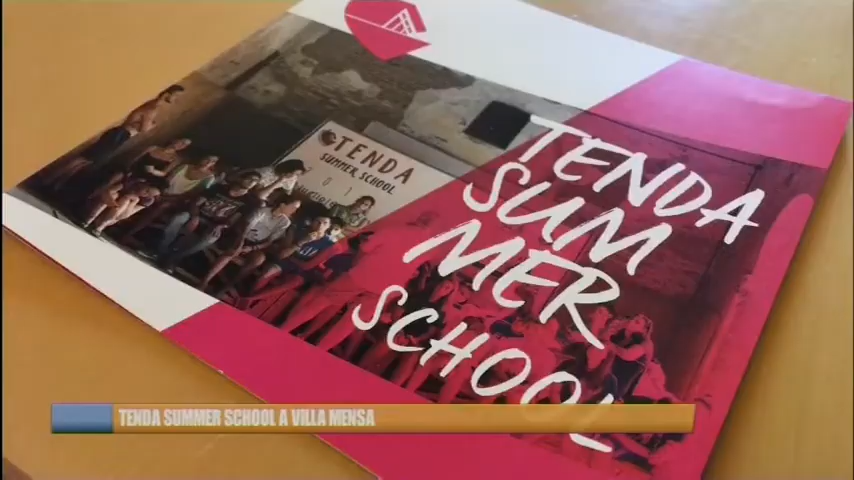 TENDA
SUMMER SCHOOL
TENDA
SUM
MER
SCHOOL
TENDA SUMMER SCHOOL A VILLA MENSA